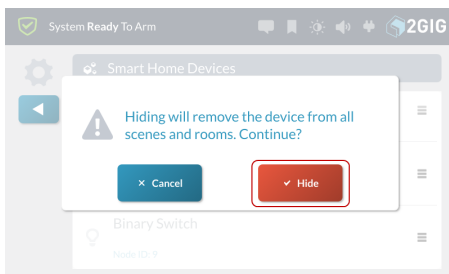 System Ready To Arm
2GIG
Smart Home Devices
Hiding will remove the device from all
scenes and rooms. Continue?
Cancel
Hide
Binary Switch
Node ID: 9